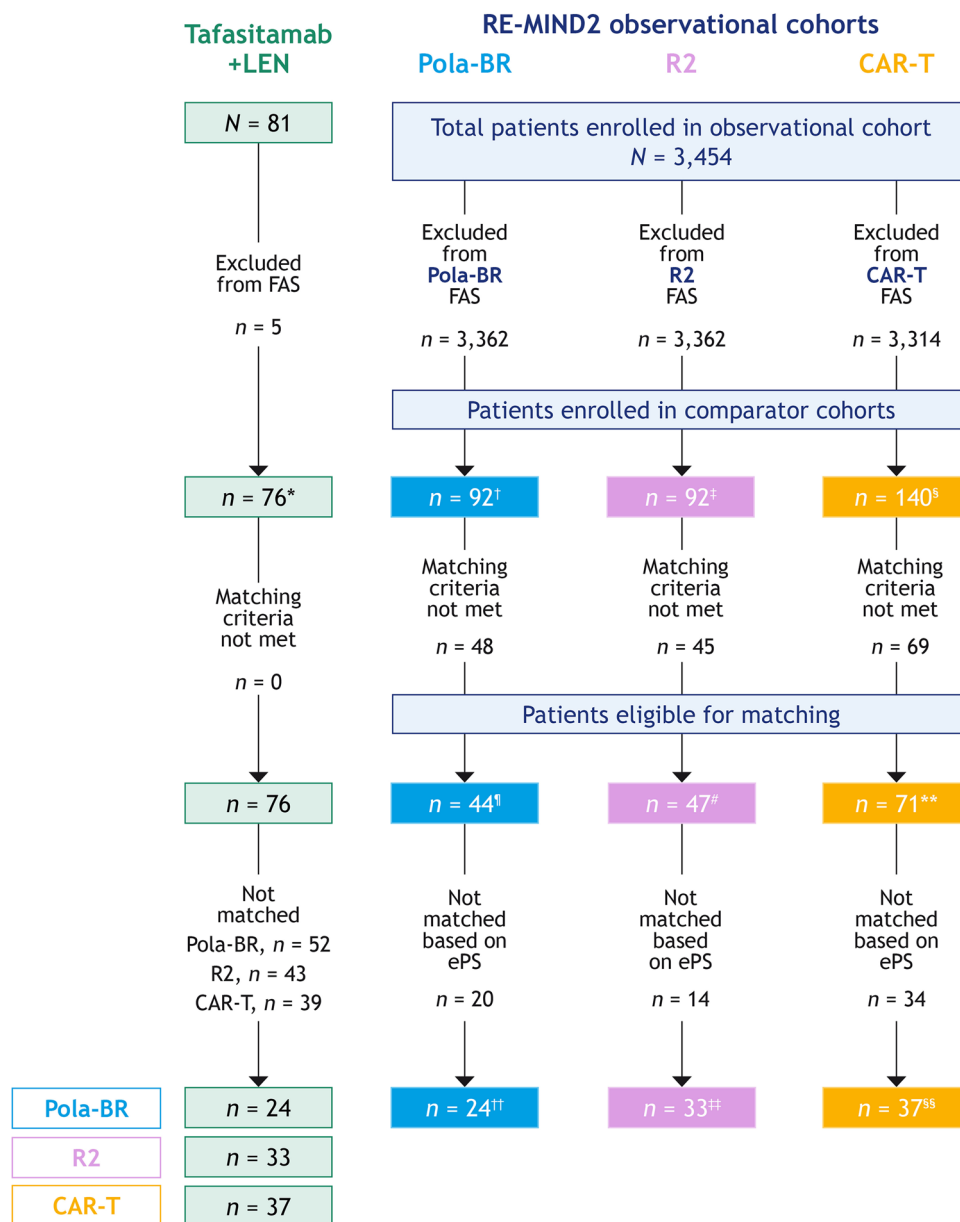 Tafasitamab
+LEN
RE-MIND2 observational cohorts
Pola-BR
R2
CAR-T
N = 81
Total patients enrolled in observational cohort
N = 3,454
Excluded
from FAS
n = 5
Excluded
from
Pola-BR
FAS
n = 3,362
Excluded
from
R2
FAS
n = 3,362
Excluded
from
CAR-T
FAS
n = 3,314
Patients enrolled in comparator cohorts
n = 76*
n = 92†
n = 92‡
n = 140§
Matching
criteria
not met
n = 0
Matching
criteria
not met
n = 48
Matching
criteria
not met
n = 45
Matching
criteria
not met
n = 69
Patients eligible for matching
n = 76
n = 44¶
n = 47#
n = 71**
Not
matched
Pola-BR, n = 52
R2, n = 43
CAR-T, n = 39
Not
matched
based on
ePS
n = 20
Not
matched
based
on ePS
n = 14
Not
matched
based on
ePS
n = 34
Pola-BR
n = 24
n = 24††
n = 33‡‡
n = 37§§
R2
n = 33
CAR-T
n = 37